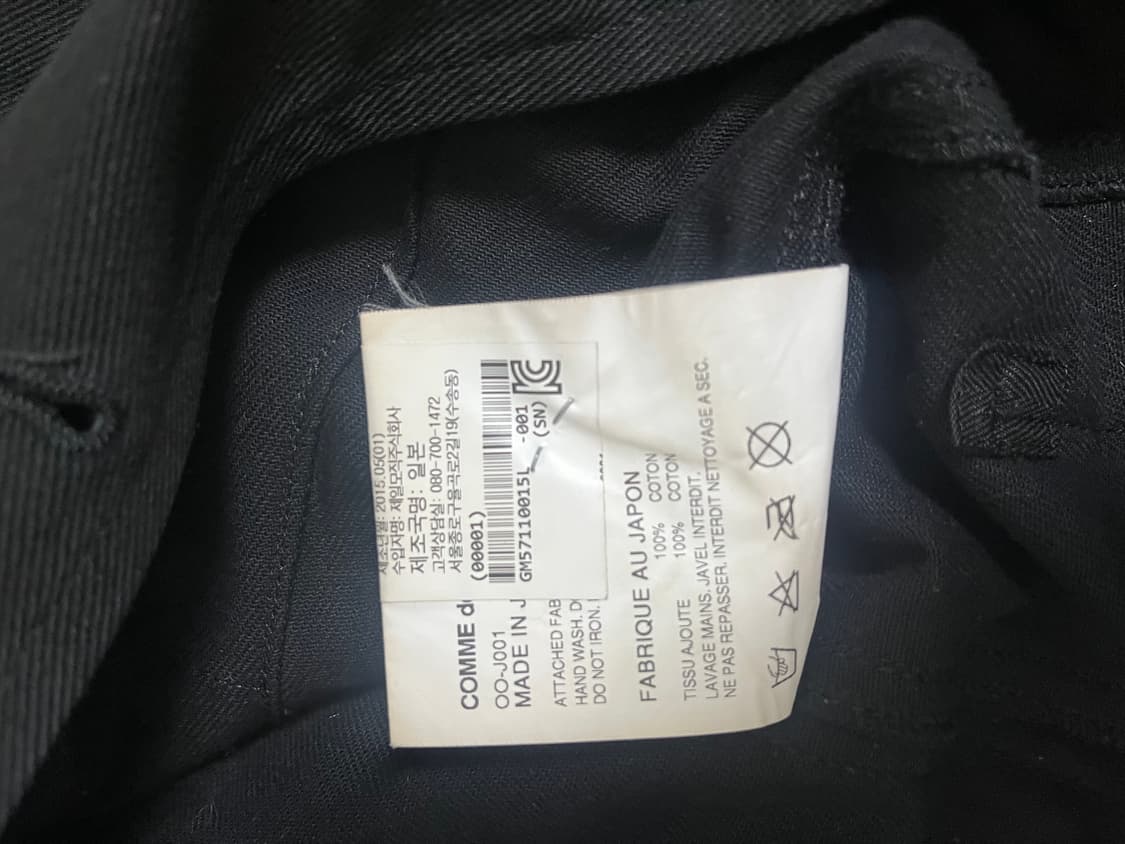 제조년월: 2015.05(01)
수입자명: 제일모직주식회사
제조국명: 일본
고객상담실: 080-700-1472
서울종로구율곡로2길19(수송동)
(00001)
GM57110015L -001
(SN)
COMME d
OO-J001
MADE IN J
ATTACHED FAB
HAND WASH. D
DO NOT IRON.
FABRIQUE AU JAPON
100% COTON
TISSU AJOUTE 100% COTON
LAVAGE MAINS. JAVEL INTERDIT.
NE PAS REPASSER. INTERDIT NETTOYAGE A SEC.